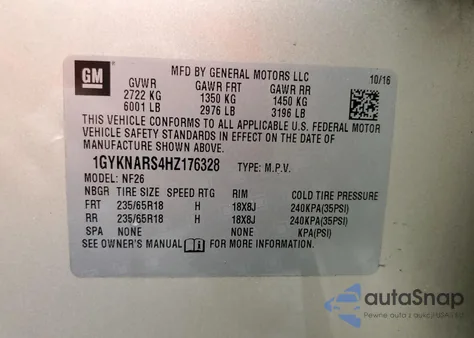 GM
MFD BY GENERAL MOTORS LLC
10/16
GVWR GAWR FRT GAWR RR
2722 KG 1350 KG 1450 KG
6001 LB 2976 LB 3196 LB
THIS VEHICLE CONFORMS TO ALL APPLICABLE U.S. FEDERAL MOTOR
VEHICLE SAFETY STANDARDS IN EFFECT ON THE DATE OF
MANUFACTURE SHOWN ABOVE.
1GYKNARS4HZ176328 TYPE: M.P.V.
MODEL: NF26
NBGR TIRE SIZE SPEED RTG RIM COLD TIRE PRESSURE
FRT 235/65R18 H 18X8J 240KPA(35PSI)
RR 235/65R18 H 18X8J 240KPA(35PSI)
SPA NONE NONE KPA(PSI)
SEE OWNER'S MANUAL FOR MORE INFORMATION
autoSnap
Pewne auta z aukcji